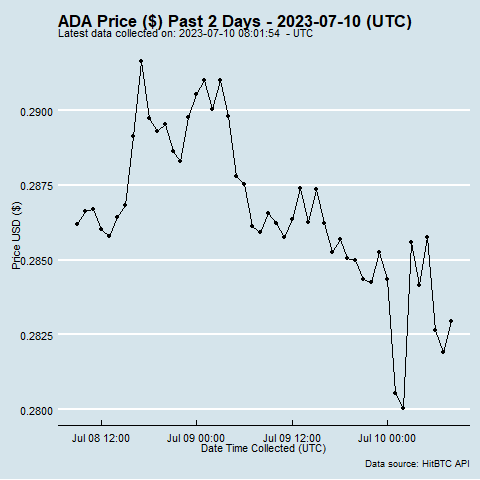 ADA Price ($) Past 2 Days - 2023-07-10 (UTC)
Latest data collected on: 2023-07-10 08:01:54  - UTC
Price USD ($)
0.2900
0.2875
0.2850
0.2825
0.2800
Jul 08 12:00
Jul 09 00:00
Jul 09 12:00
Jul 10 00:00
Date Time Collected (UTC)
Data source: HitBTC API